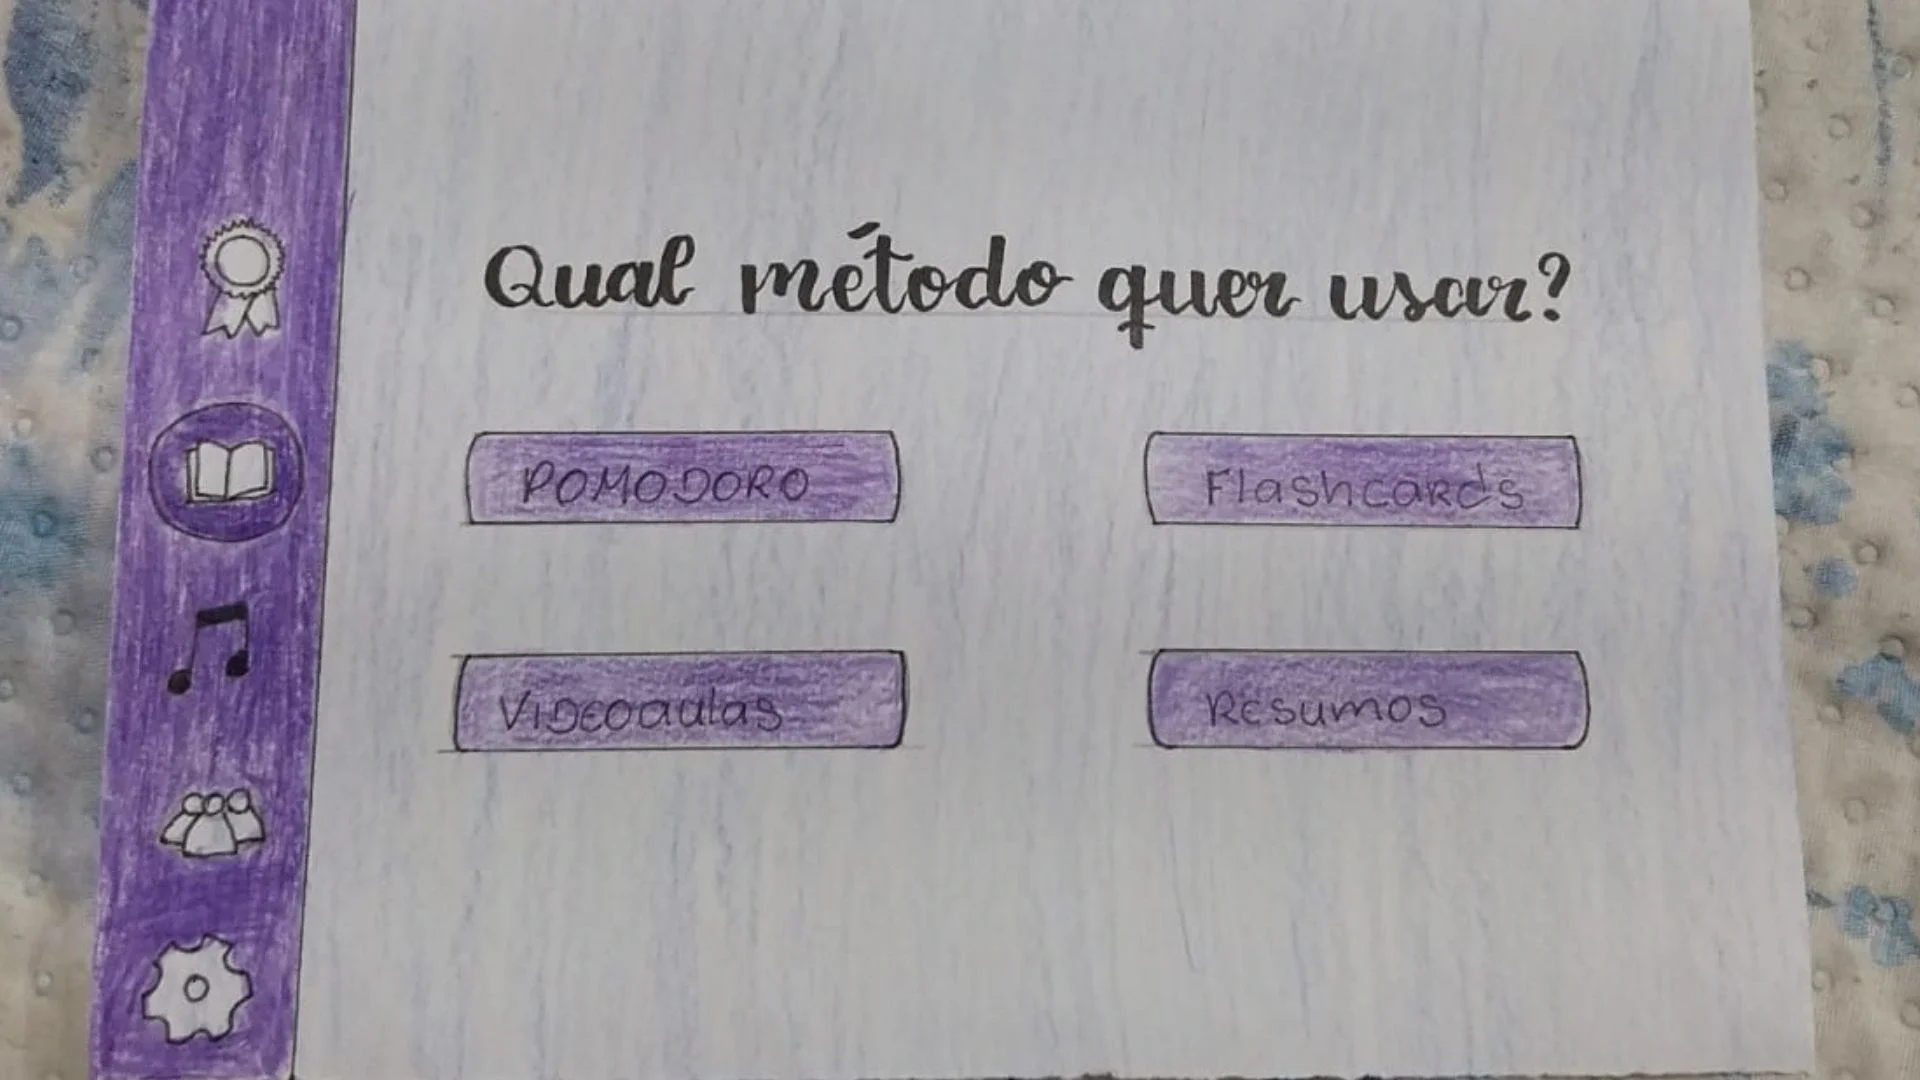 Qual método quer usar?
POMODORO
Flashcards
Videoaulas
Resumos